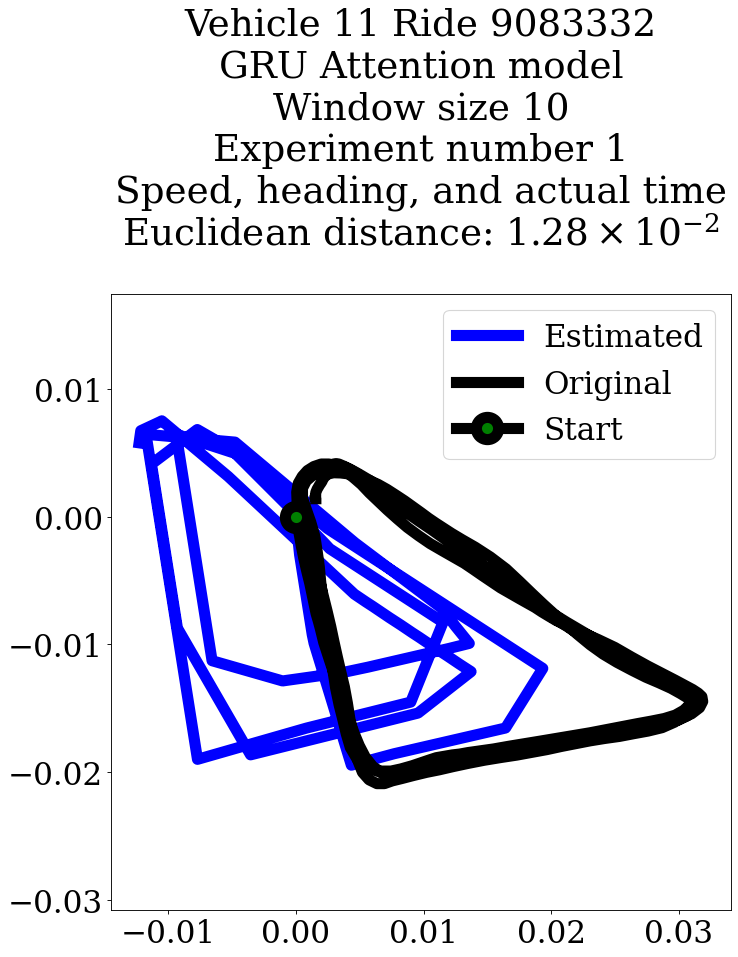 Vehicle 11 Ride 9083332
GRU Attention model
Window size 10
Experiment number 1
Speed, heading, and actual time
Euclidean distance: 1.28 × 10⁻²
Estimated
Original
Start
0.01
0.00
−0.01
−0.02
−0.03
−0.01 0.00 0.01 0.02 0.03